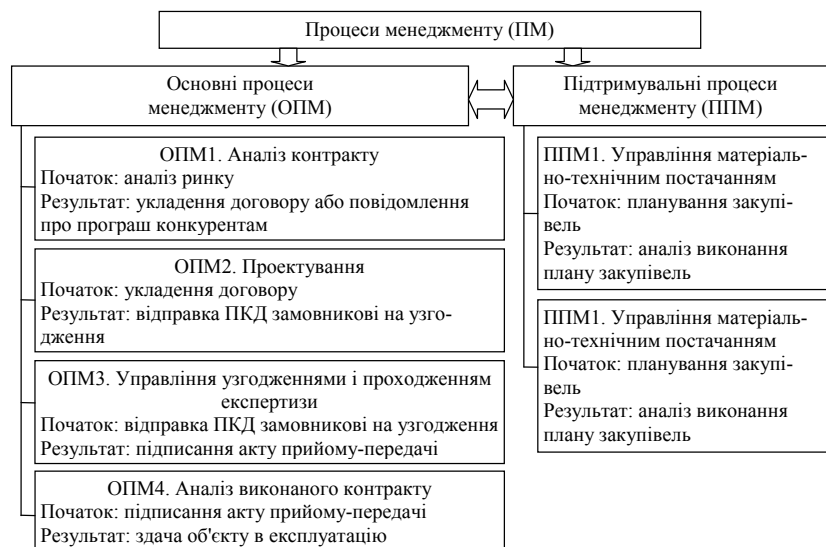 Процеси менеджменту (ПМ)
Основні процеси
менеджменту (ОПМ)
Підтримувальні процеси
менеджменту (ППМ)
ОПМ1. Аналіз контракту
Початок: аналіз ринку
Результат: укладення договору або повідомлення
про програш конкурентам
ОПМ2. Проектування
Початок: укладення договору
Результат: відправка ПКД замовникові на узго-
дження
ОПМ3. Управління узгодженнями і проходженням
експертизи
Початок: відправка ПКД замовникові на узгодження
Результат: підписання акту прийому-передачі
ОПМ4. Аналіз виконаного контракту
Початок: підписання акту прийому-передачі
Результат: здача об'єкту в експлуатацію
ППМ1. Управління матеріаль-
но-технічним постачанням
Початок: планування закупі-
вель
Результат: аналіз виконання
плану закупівель
ППМ1. Управління матеріаль-
но-технічним постачанням
Початок: планування закупі-
вель
Результат: аналіз виконання
плану закупівель